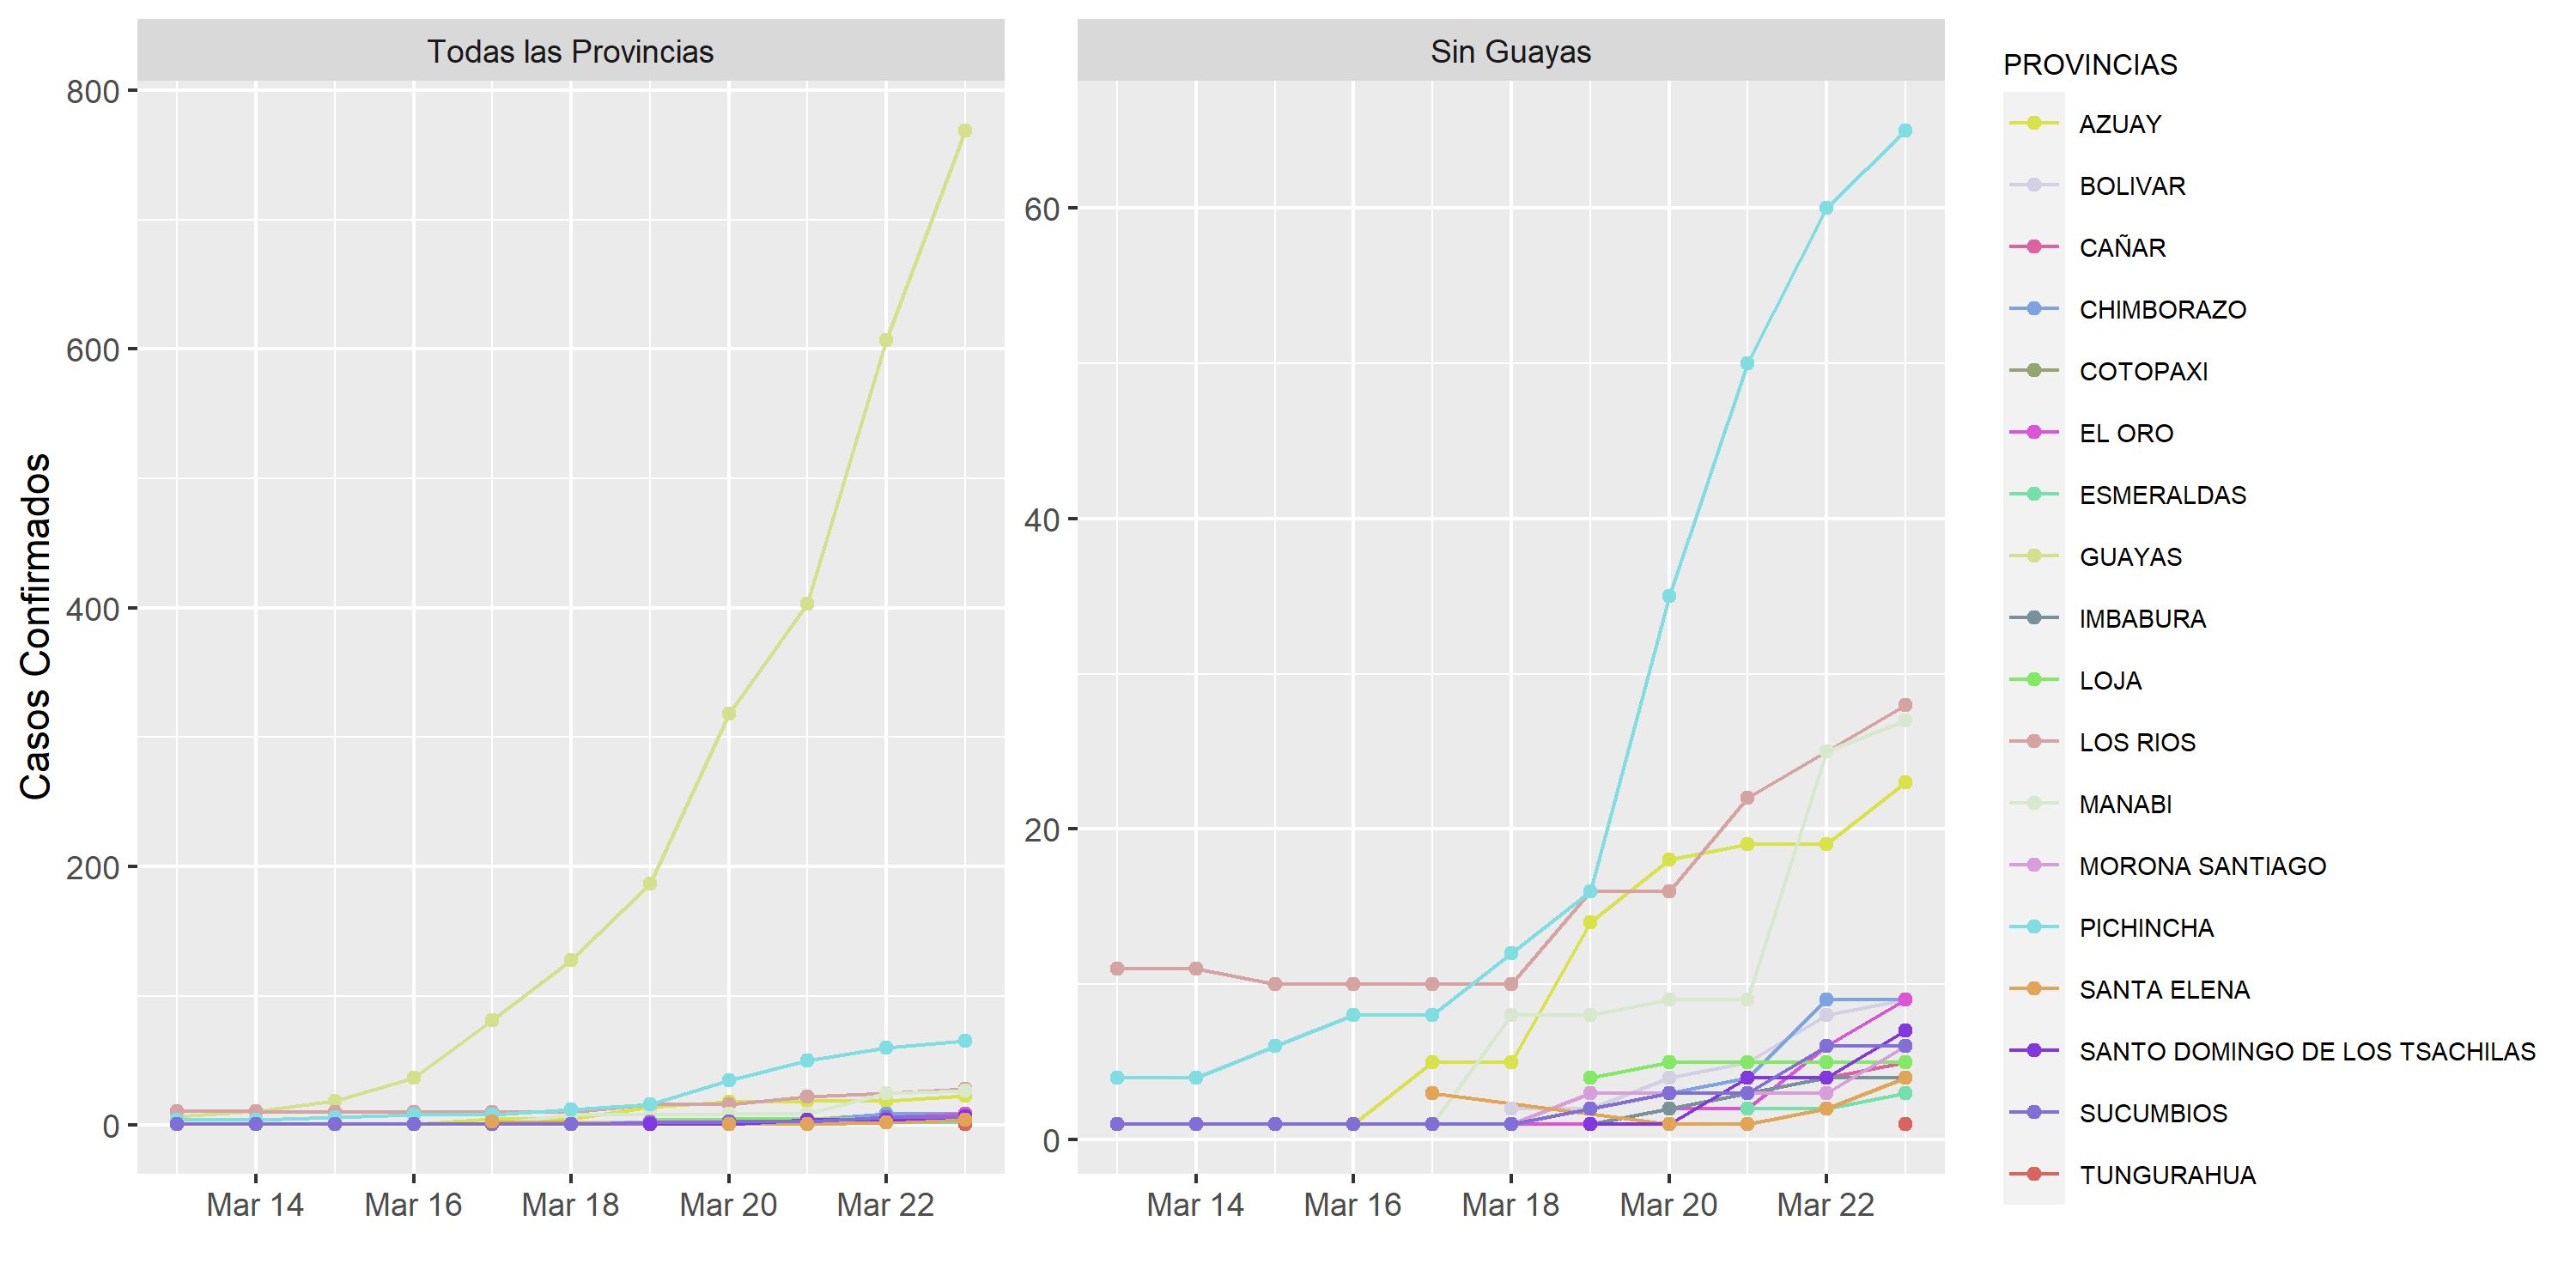 Todas las Provincias
Sin Guayas
Casos Confirmados
800
600
400
200
0
Mar 14
Mar 16
Mar 18
Mar 20
Mar 22
60
40
20
0
Mar 14
Mar 16
Mar 18
Mar 20
Mar 22
PROVINCIAS
AZUAY
BOLIVAR
CAÑAR
CHIMBORAZO
COTOPAXI
EL ORO
ESMERALDAS
GUAYAS
IMBABURA
LOJA
LOS RIOS
MANABI
MORONA SANTIAGO
PICHINCHA
SANTA ELENA
SANTO DOMINGO DE LOS TSACHILAS
SUCUMBIOS
TUNGURAHUA